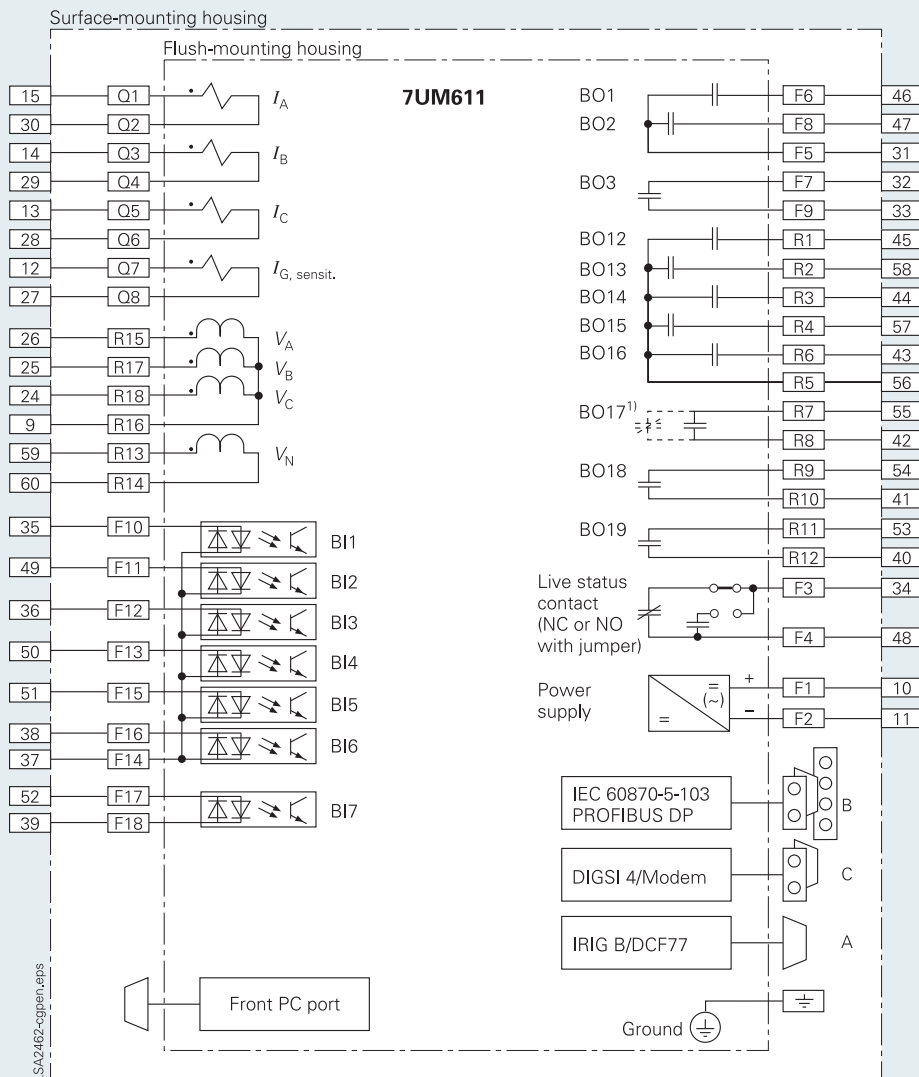 Surface-mounting housing
Flush-mounting housing
7UM611
15 Q1 I_A BO1 F6 46
30 Q2 BO2 F8 47
14 Q3 I_B F5 31
29 Q4 BO3 F7 32
13 Q5 I_C F9 33
28 Q6 BO12 R1 45
12 Q7 I_G, sensit. BO13 R2 58
27 Q8 BO14 R3 44
26 R15 V_A BO15 R4 57
25 R17 V_B BO16 R6 43
24 R18 V_C R5 56
9 R16 BO17 1) R7 55
59 R13 V_N R8 42
60 R14 BO18 R9 54
R10 41
35 F10 BI1 BO19 R11 53
R12 40
49 F11 BI2
Live status
contact
(NC or NO
with jumper)
F3 34
F4 48
36 F12 BI3
50 F13 BI4
51 F15 BI5
38 F16 BI6
37 F14
52 F17 BI7
39 F18
Power
supply
= (~) =
+ F1 10
– F2 11
IEC 60870-5-103
PROFIBUS DP
B
DIGSI 4/Modem C
IRIG B/DCF77 A
Front PC port
Ground
LSA2462-cgpen.eps